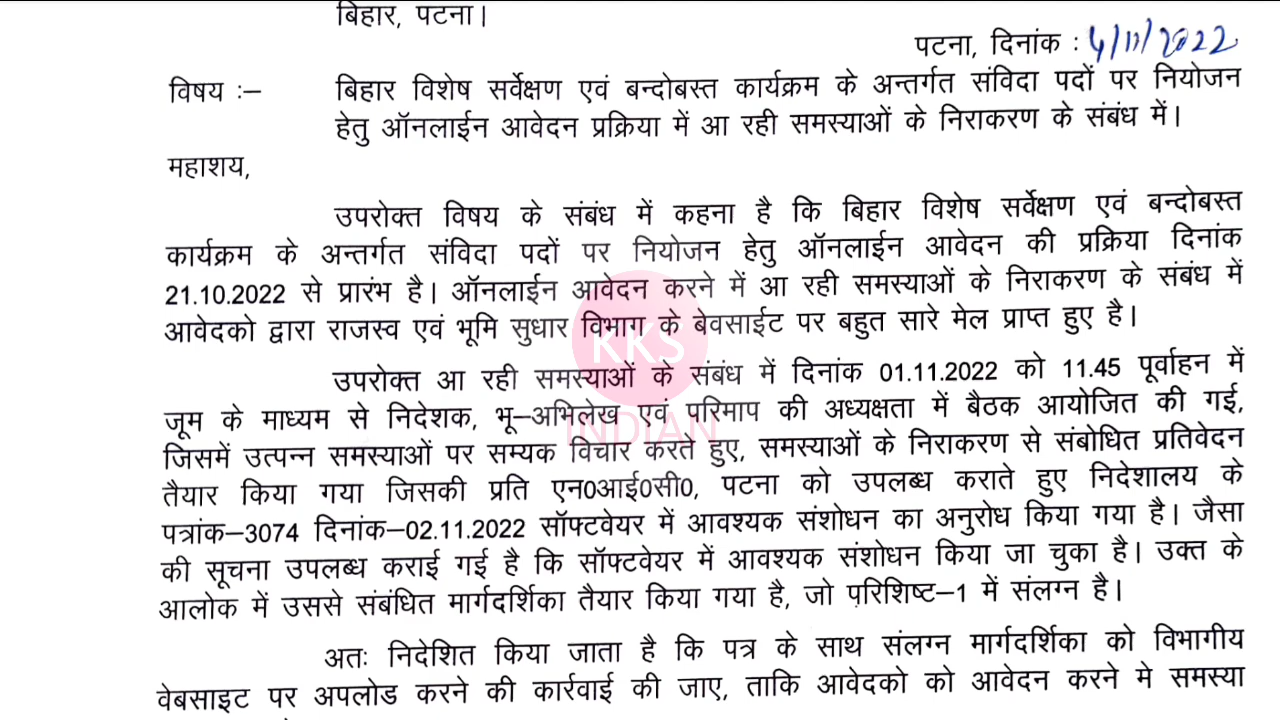 बिहार, पटना।
पटना, दिनांक : 4/11/2022
विषय :– बिहार विशेष सर्वेक्षण एवं बन्दोबस्त कार्यक्रम के अन्तर्गत संविदा पदों पर नियोजन
हेतु ऑनलाईन आवेदन प्रक्रिया में आ रही समस्याओं के निराकरण के संबंध में।
महाशय,
उपरोक्त विषय के संबंध में कहना है कि बिहार विशेष सर्वेक्षण एवं बन्दोबस्त
कार्यक्रम के अन्तर्गत संविदा पदों पर नियोजन हेतु ऑनलाईन आवेदन की प्रक्रिया दिनांक
21.10.2022 से प्रारंभ है। ऑनलाईन आवेदन करने में आ रही समस्याओं के निराकरण के संबंध में
आवेदको द्वारा राजस्व एवं भूमि सुधार विभाग के बेवसाईट पर बहुत सारे मेल प्राप्त हुए है।
उपरोक्त आ रही समस्याओं के संबंध में दिनांक 01.11.2022 को 11.45 पूर्वाहन में
जूम के माध्यम से निदेशक, भू–अभिलेख एवं परिमाप की अध्यक्षता में बैठक आयोजित की गई,
जिसमें उत्पन्न समस्याओं पर सम्यक विचार करते हुए, समस्याओं के निराकरण से संबोधित प्रतिवेदन
तैयार किया गया जिसकी प्रति एन0आई0सी0, पटना को उपलब्ध कराते हुए निदेशालय के
पत्रांक–3074 दिनांक–02.11.2022 सॉफ्टवेयर में आवश्यक संशोधन का अनुरोध किया गया है। जैसा
की सूचना उपलब्ध कराई गई है कि सॉफ्टवेयर में आवश्यक संशोधन किया जा चुका है। उक्त के
आलोक में उससे संबंधित मार्गदर्शिका तैयार किया गया है, जो परिशिष्ट–1 में संलग्न है।
अतः निदेशित किया जाता है कि पत्र के साथ संलग्न मार्गदर्शिका को विभागीय
वेबसाइट पर अपलोड करने की कार्रवाई की जाए, ताकि आवेदको को आवेदन करने मे समस्या
KKS
INDIAN